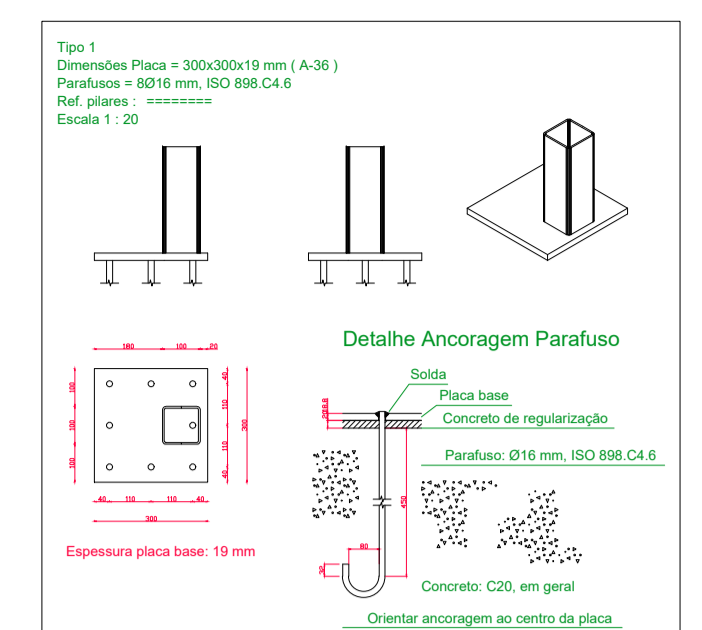 Tipo 1
Dimensões Placa = 300x300x19 mm ( A-36 )
Parafusos = 8Ø16 mm, ISO 898.C4.6
Ref. pilares : ========
Escala 1 : 20
Detalhe Ancoragem Parafuso
180 100 20
Solda
Placa base
Concreto de regularização
Parafuso: Ø16 mm, ISO 898.C4.6
100
100
100
40
110
110
40
300
40 110 110 40
300
Espessura placa base: 19 mm
450
80
32
Concreto: C20, em geral
Orientar ancoragem ao centro da placa